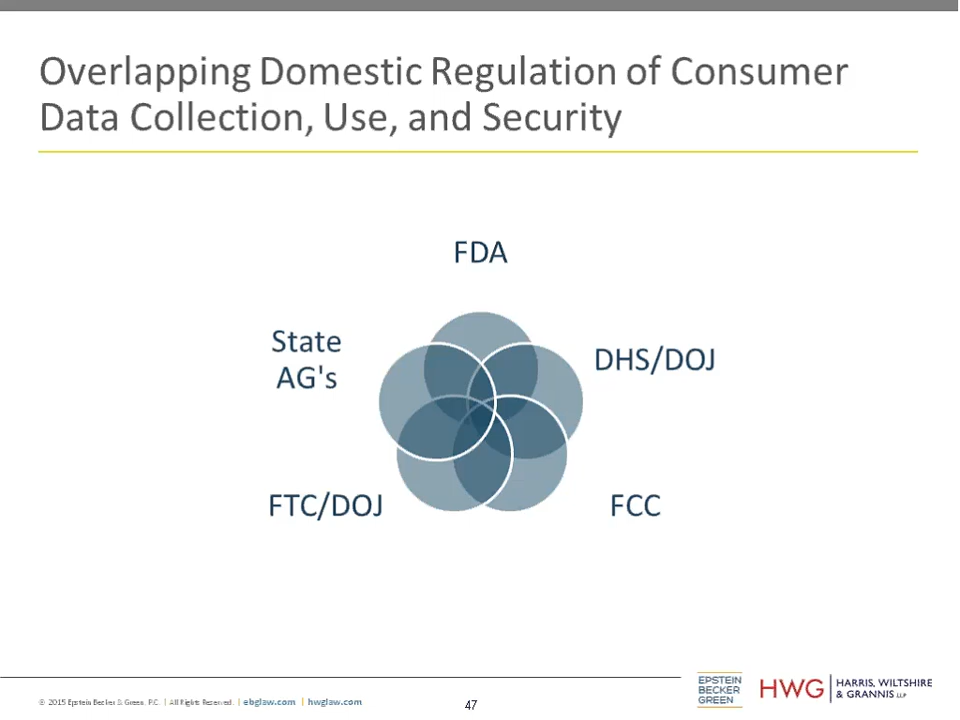 Overlapping Domestic Regulation of Consumer
Data Collection, Use, and Security
FDA
State
AG's
DHS/DOJ
FTC/DOJ
FCC
© 2015 Epstein Becker & Green, P.C. | All Rights Reserved. | ebglaw.com | hwglaw.com
47
EPSTEIN
BECKER
GREEN
HWG | HARRIS, WILTSHIRE
& GRANNIS LLP